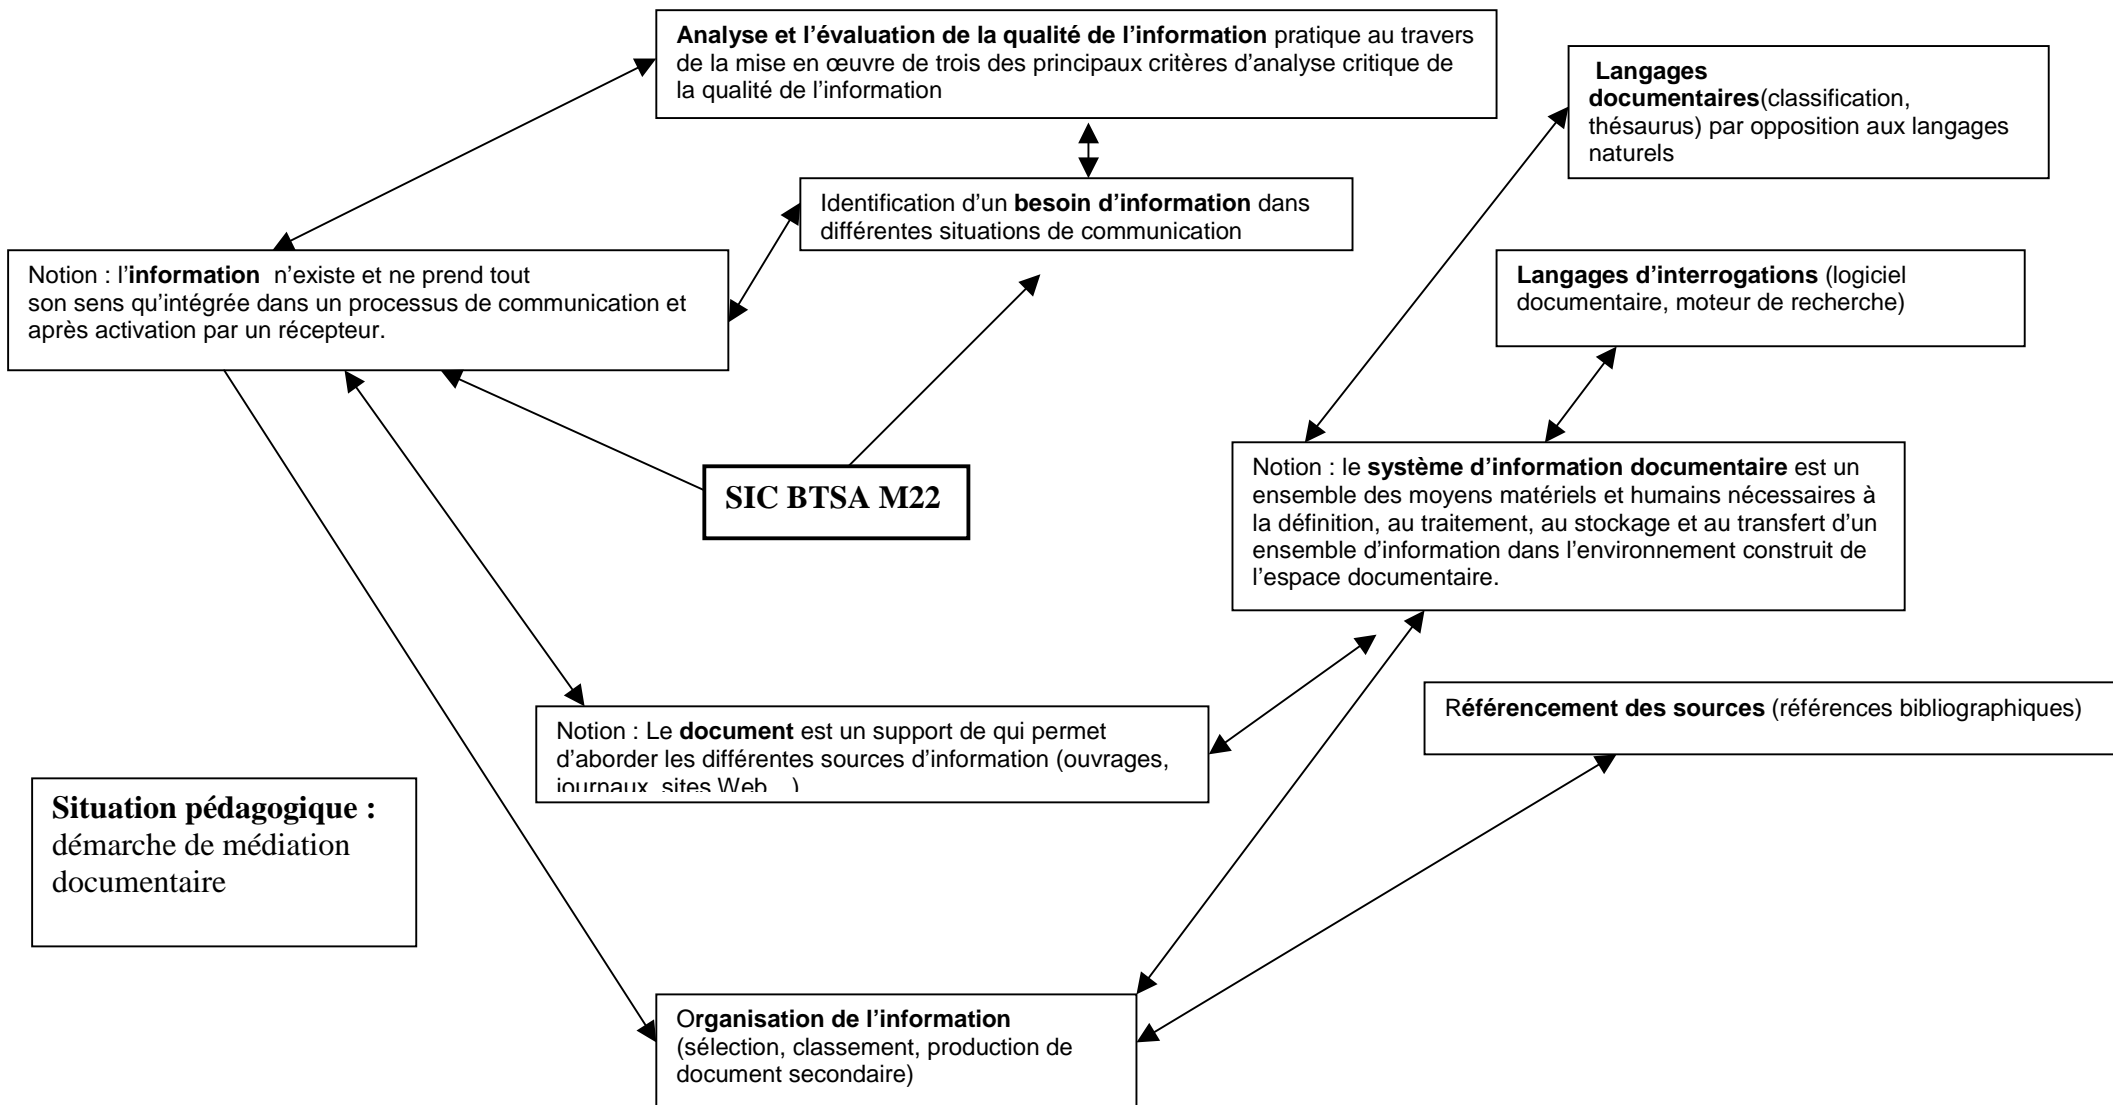 Analyse et l’évaluation de la qualité de l’information pratique au travers
de la mise en œuvre de trois des principaux critères d’analyse critique de
la qualité de l’information
Langages
documentaires(classification,
thésaurus) par opposition aux langages
naturels
Identification d’un besoin d’information dans
différentes situations de communication
Notion : l’information n’existe et ne prend tout
son sens qu’intégrée dans un processus de communication et
après activation par un récepteur.
Langages d’interrogations (logiciel
documentaire, moteur de recherche)
SIC BTSA M22
Notion : le système d’information documentaire est un
ensemble des moyens matériels et humains nécessaires à
la définition, au traitement, au stockage et au transfert d’un
ensemble d’information dans l’environnement construit de
l’espace documentaire.
Référencement des sources (références bibliographiques)
Notion : Le document est un support de qui permet
d’aborder les différentes sources d’information (ouvrages,
journaux, sites Web…)
Situation pédagogique :
démarche de médiation
documentaire
Organisation de l’information
(sélection, classement, production de
document secondaire)